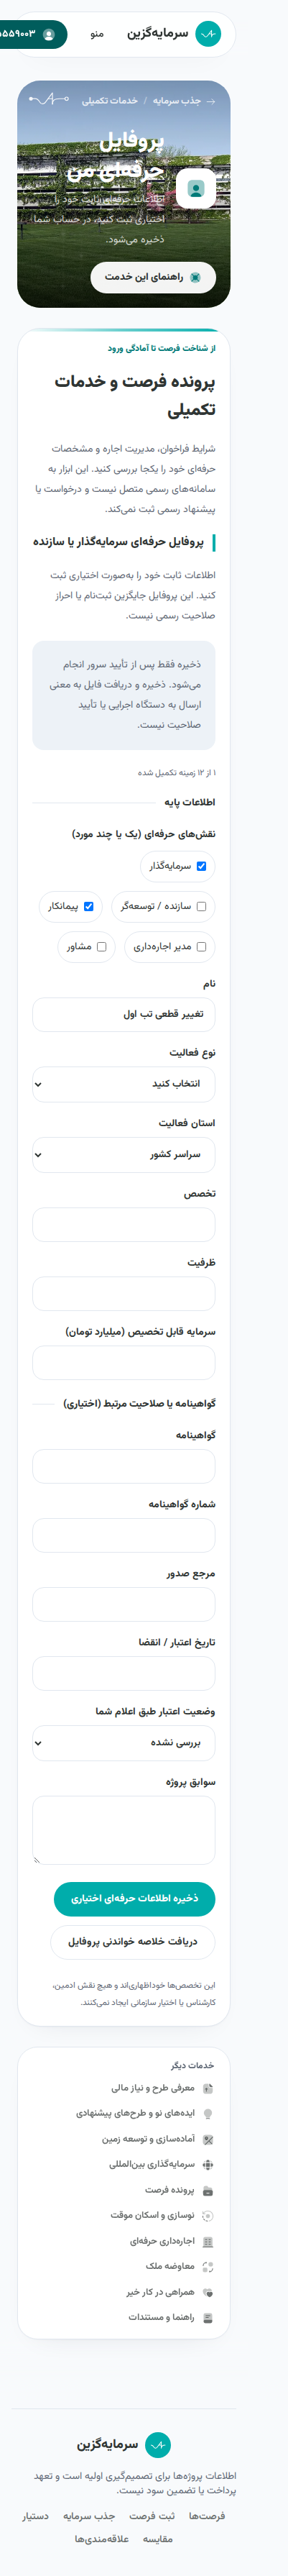 سرمایه‌گزین
منو
۵۵۵۹۰۰۳
جذب سرمایه / خدمات تکمیلی
پروفایل
حرفه‌ای من
اطلاعات حرفه‌ای ثابت خود را
اختیاری ثبت کنید، در حساب شما
ذخیره می‌شود.
راهنمای این خدمت
از شناخت فرصت تا آمادگی ورود
پرونده فرصت و خدمات
تکمیلی
شرایط فراخوان، مدیریت اجاره و مشخصات
حرفه‌ای خود را یکجا بررسی کنید. این ابزار به
سامانه‌های رسمی متصل نیست و درخواست یا
پیشنهاد رسمی ثبت نمی‌کند.
پروفایل حرفه‌ای سرمایه‌گذار یا سازنده
اطلاعات ثابت خود را به‌صورت اختیاری ثبت
کنید. این پروفایل جایگزین ثبت‌نام یا احراز
صلاحیت رسمی نیست.
ذخیره فقط پس از تأیید سرور انجام
می‌شود. ذخیره و دریافت فایل به معنی
ارسال به دستگاه اجرایی یا تأیید
صلاحیت نیست.
۱ از ۱۲ زمینه تکمیل شده
اطلاعات پایه
نقش‌های حرفه‌ای (یک یا چند مورد)
سرمایه‌گذار
سازنده / توسعه‌گر
پیمانکار
مدیر اجاره‌داری
مشاور
نام
تغییر قطعی تب اول
نوع فعالیت
انتخاب کنید
استان فعالیت
سراسر کشور
تخصص
ظرفیت
سرمایه قابل تخصیص (میلیارد تومان)
گواهینامه یا صلاحیت مرتبط (اختیاری)
گواهینامه
شماره گواهینامه
مرجع صدور
تاریخ اعتبار / انقضا
وضعیت اعتبار طبق اعلام شما
بررسی نشده
سوابق پروژه
ذخیره اطلاعات حرفه‌ای اختیاری
دریافت خلاصه خواندنی پروفایل
این تخصص‌ها خوداظهاری‌اند و هیچ نقش ادمین،
کارشناس یا اختیار سازمانی ایجاد نمی‌کنند.
خدمات دیگر
معرفی طرح و نیاز مالی
ایده‌های نو و طرح‌های پیشنهادی
آماده‌سازی و توسعه زمین
سرمایه‌گذاری بین‌المللی
پرونده فرصت
نوسازی و اسکان موقت
اجاره‌داری حرفه‌ای
معاوضه ملک
همراهی در کار خیر
راهنما و مستندات
سرمایه‌گزین
اطلاعات پروژه‌ها برای تصمیم‌گیری اولیه است و تعهد
پرداخت یا تضمین سود نیست.
فرصت‌ها ثبت فرصت جذب سرمایه دستیار
مقایسه علاقه‌مندی‌ها